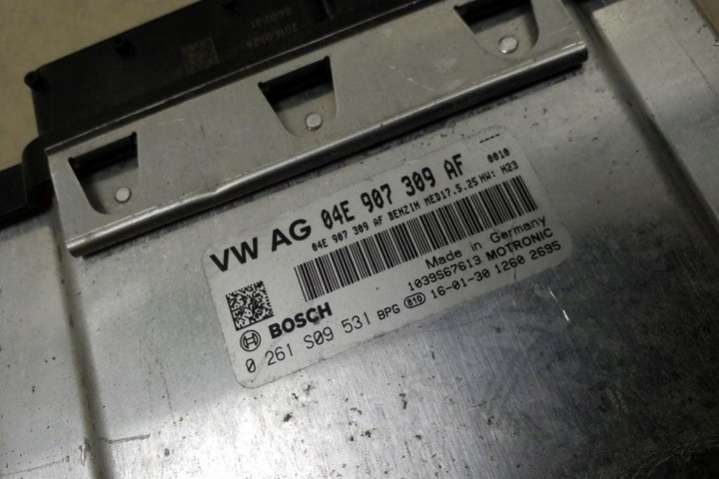 VW AG 04E 907 309 AF 0010
04E 907 309 AF BENZIN MED17.5.25 HW: H23
Made in Germany
1039S67613 MOTRONIC
BOSCH
0 261 S09 531 BPG 810 16-01-30 1260 2695